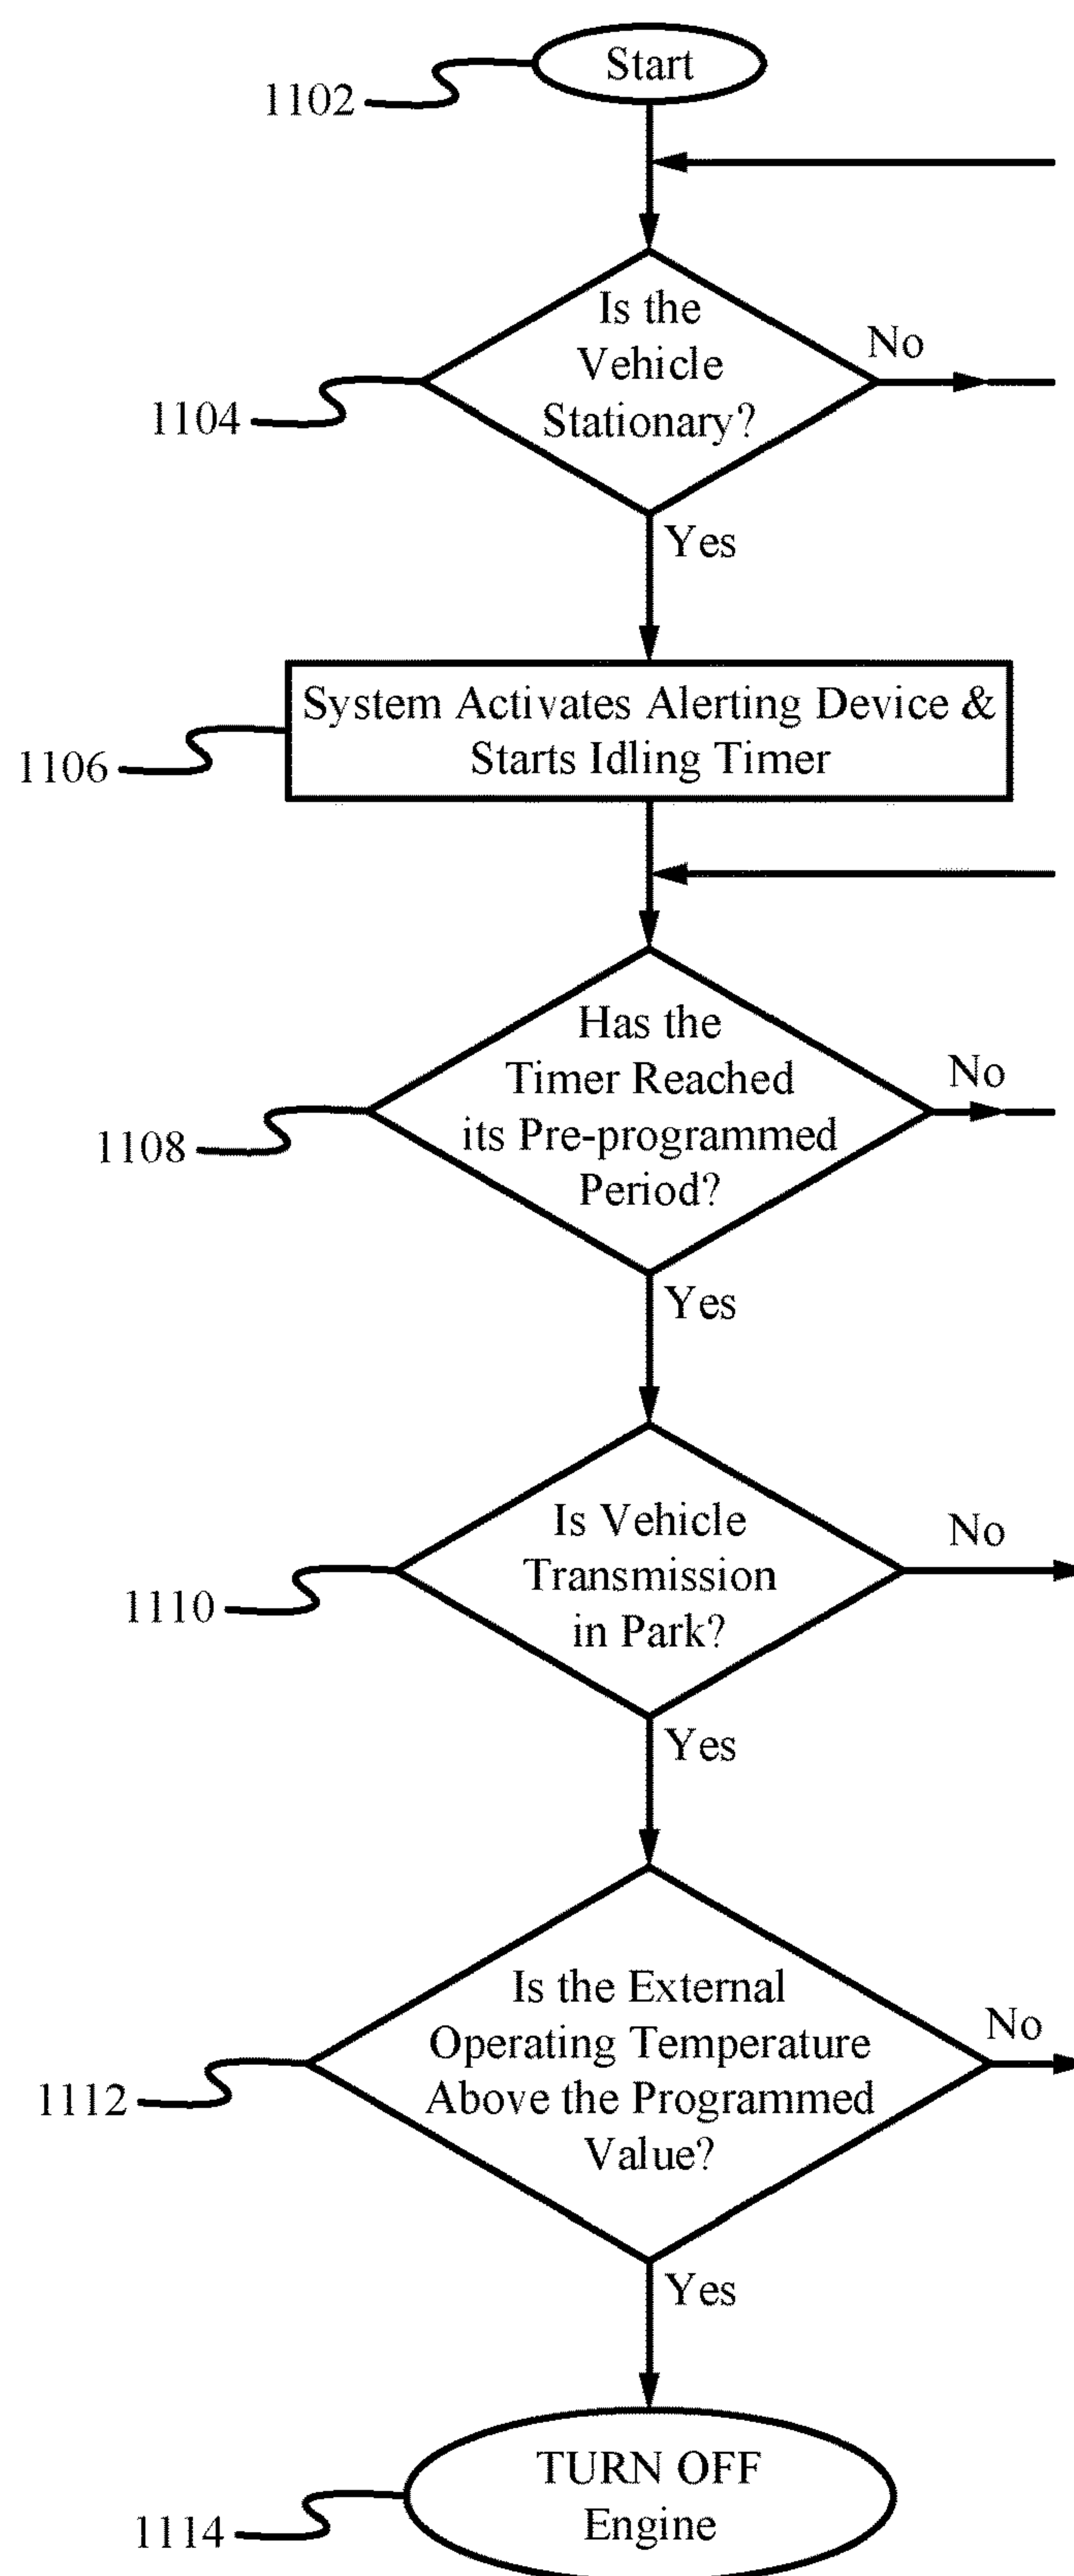 Start
1102
Is the
Vehicle
Stationary?
No
1104
Yes
System Activates Alerting Device &
Starts Idling Timer
1106
Has the
Timer Reached
its Pre-programmed
Period?
No
1108
Yes
Is Vehicle
Transmission
in Park?
No
1110
Yes
Is the External
Operating Temperature
Above the Programmed
Value?
No
1112
Yes
TURN OFF
Engine
1114